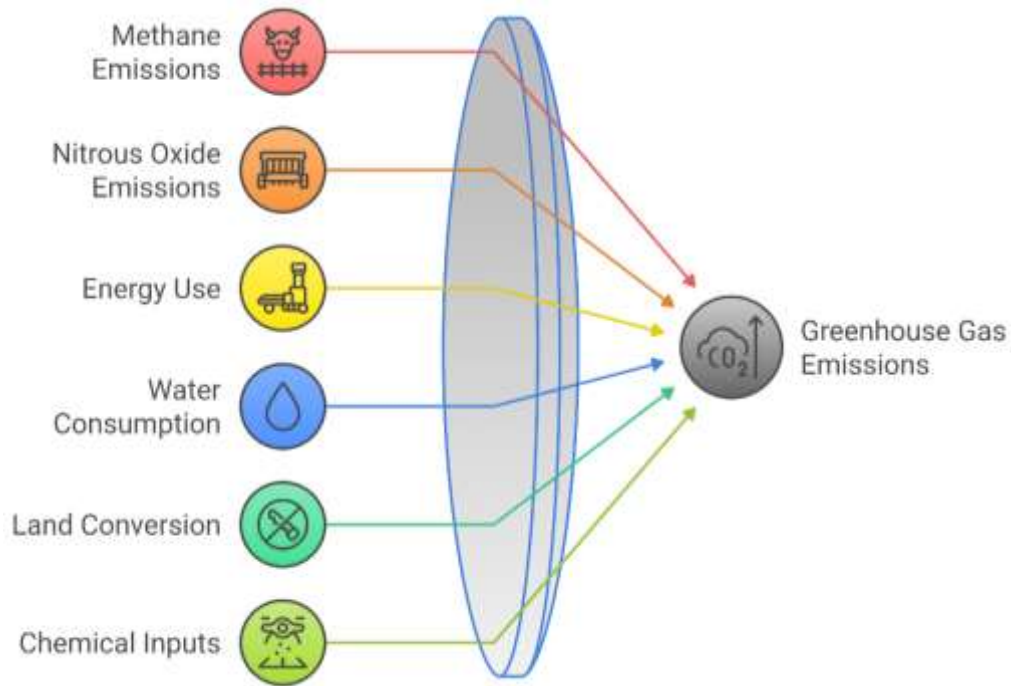 Methane
Emissions
Nitrous Oxide
Emissions
Energy Use
Water
Consumption
Land Conversion
Chemical Inputs
CO₂
Greenhouse Gas
Emissions